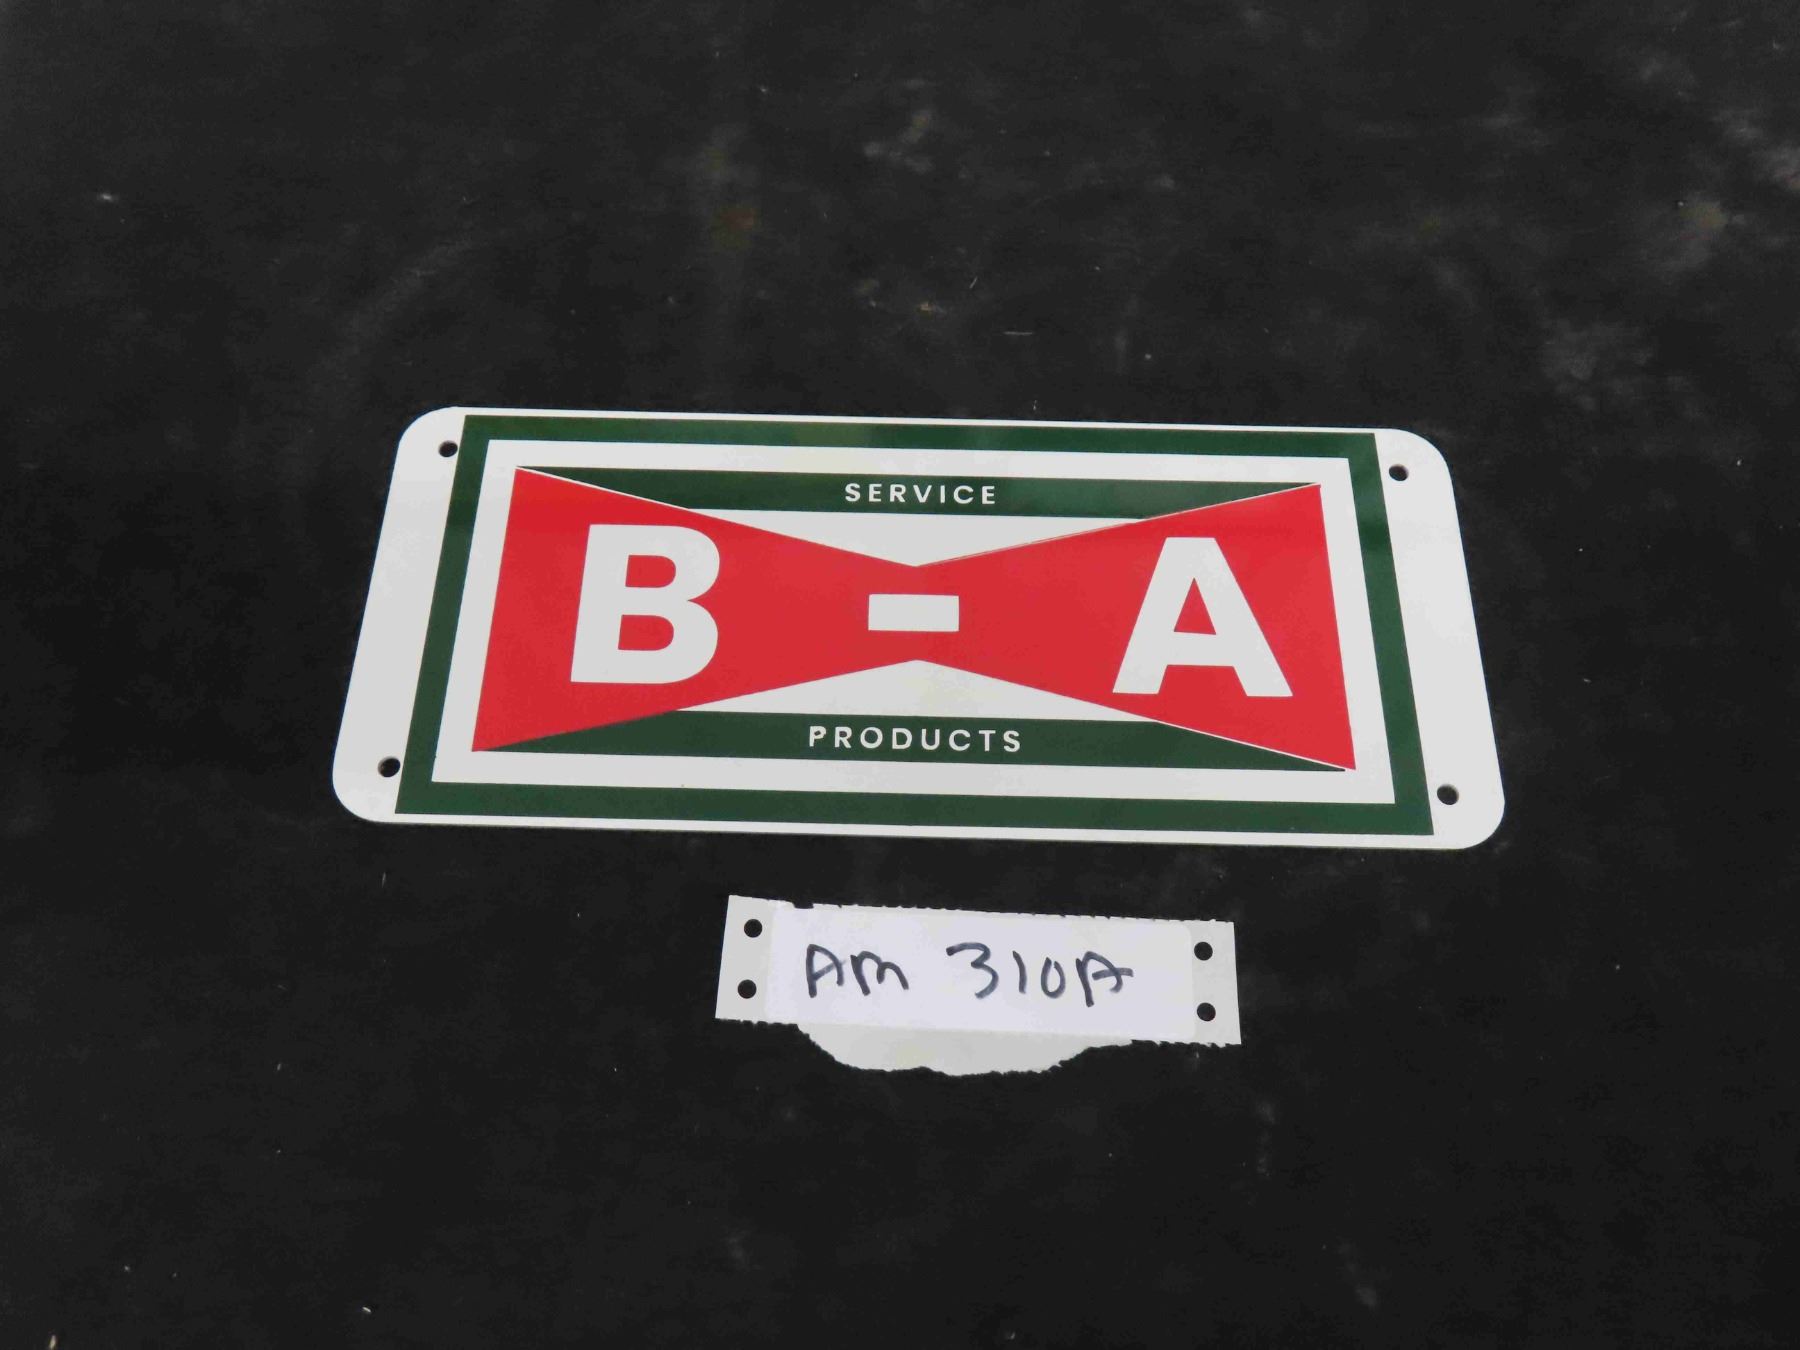 SERVICE
B-A
PRODUCTS
AM 310A